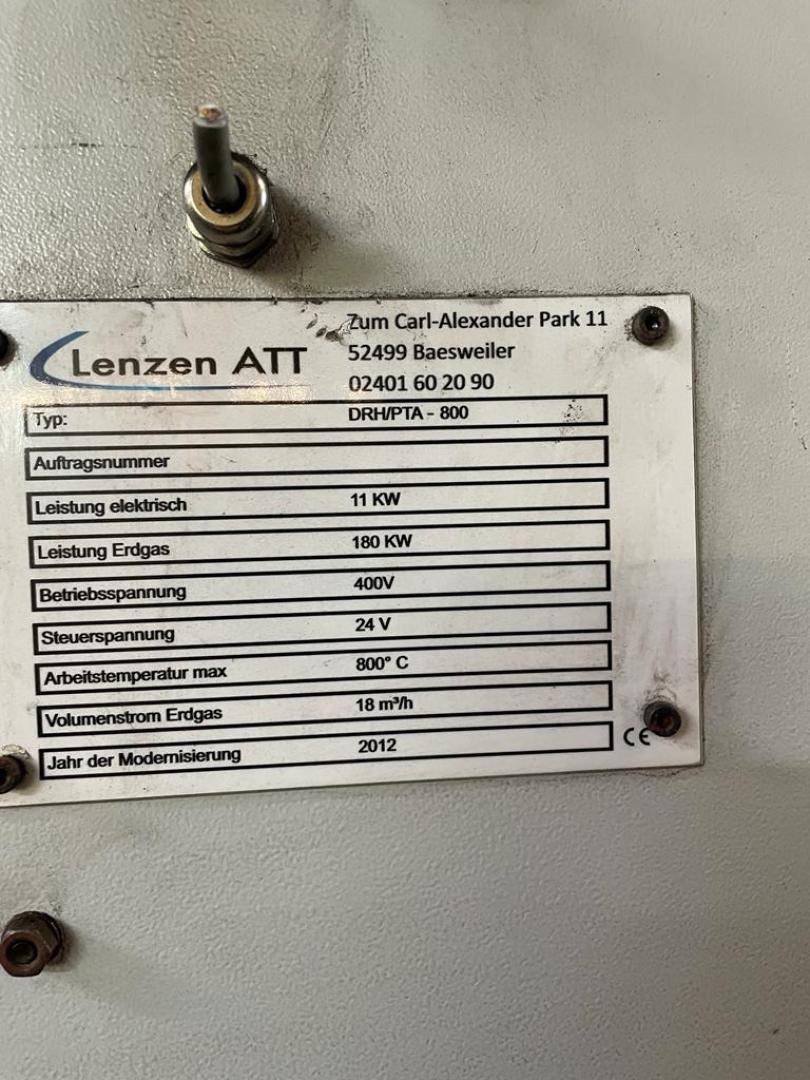 Lenzen ATT
Zum Carl-Alexander Park 11
52499 Baesweiler
02401 60 20 90
Typ: DRH/PTA - 800
Auftragsnummer
Leistung elektrisch 11 KW
Leistung Erdgas 180 KW
Betriebsspannung 400V
Steuerspannung 24 V
Arbeitstemperatur max 800° C
Volumenstrom Erdgas 18 m³/h
Jahr der Modernisierung 2012
CE